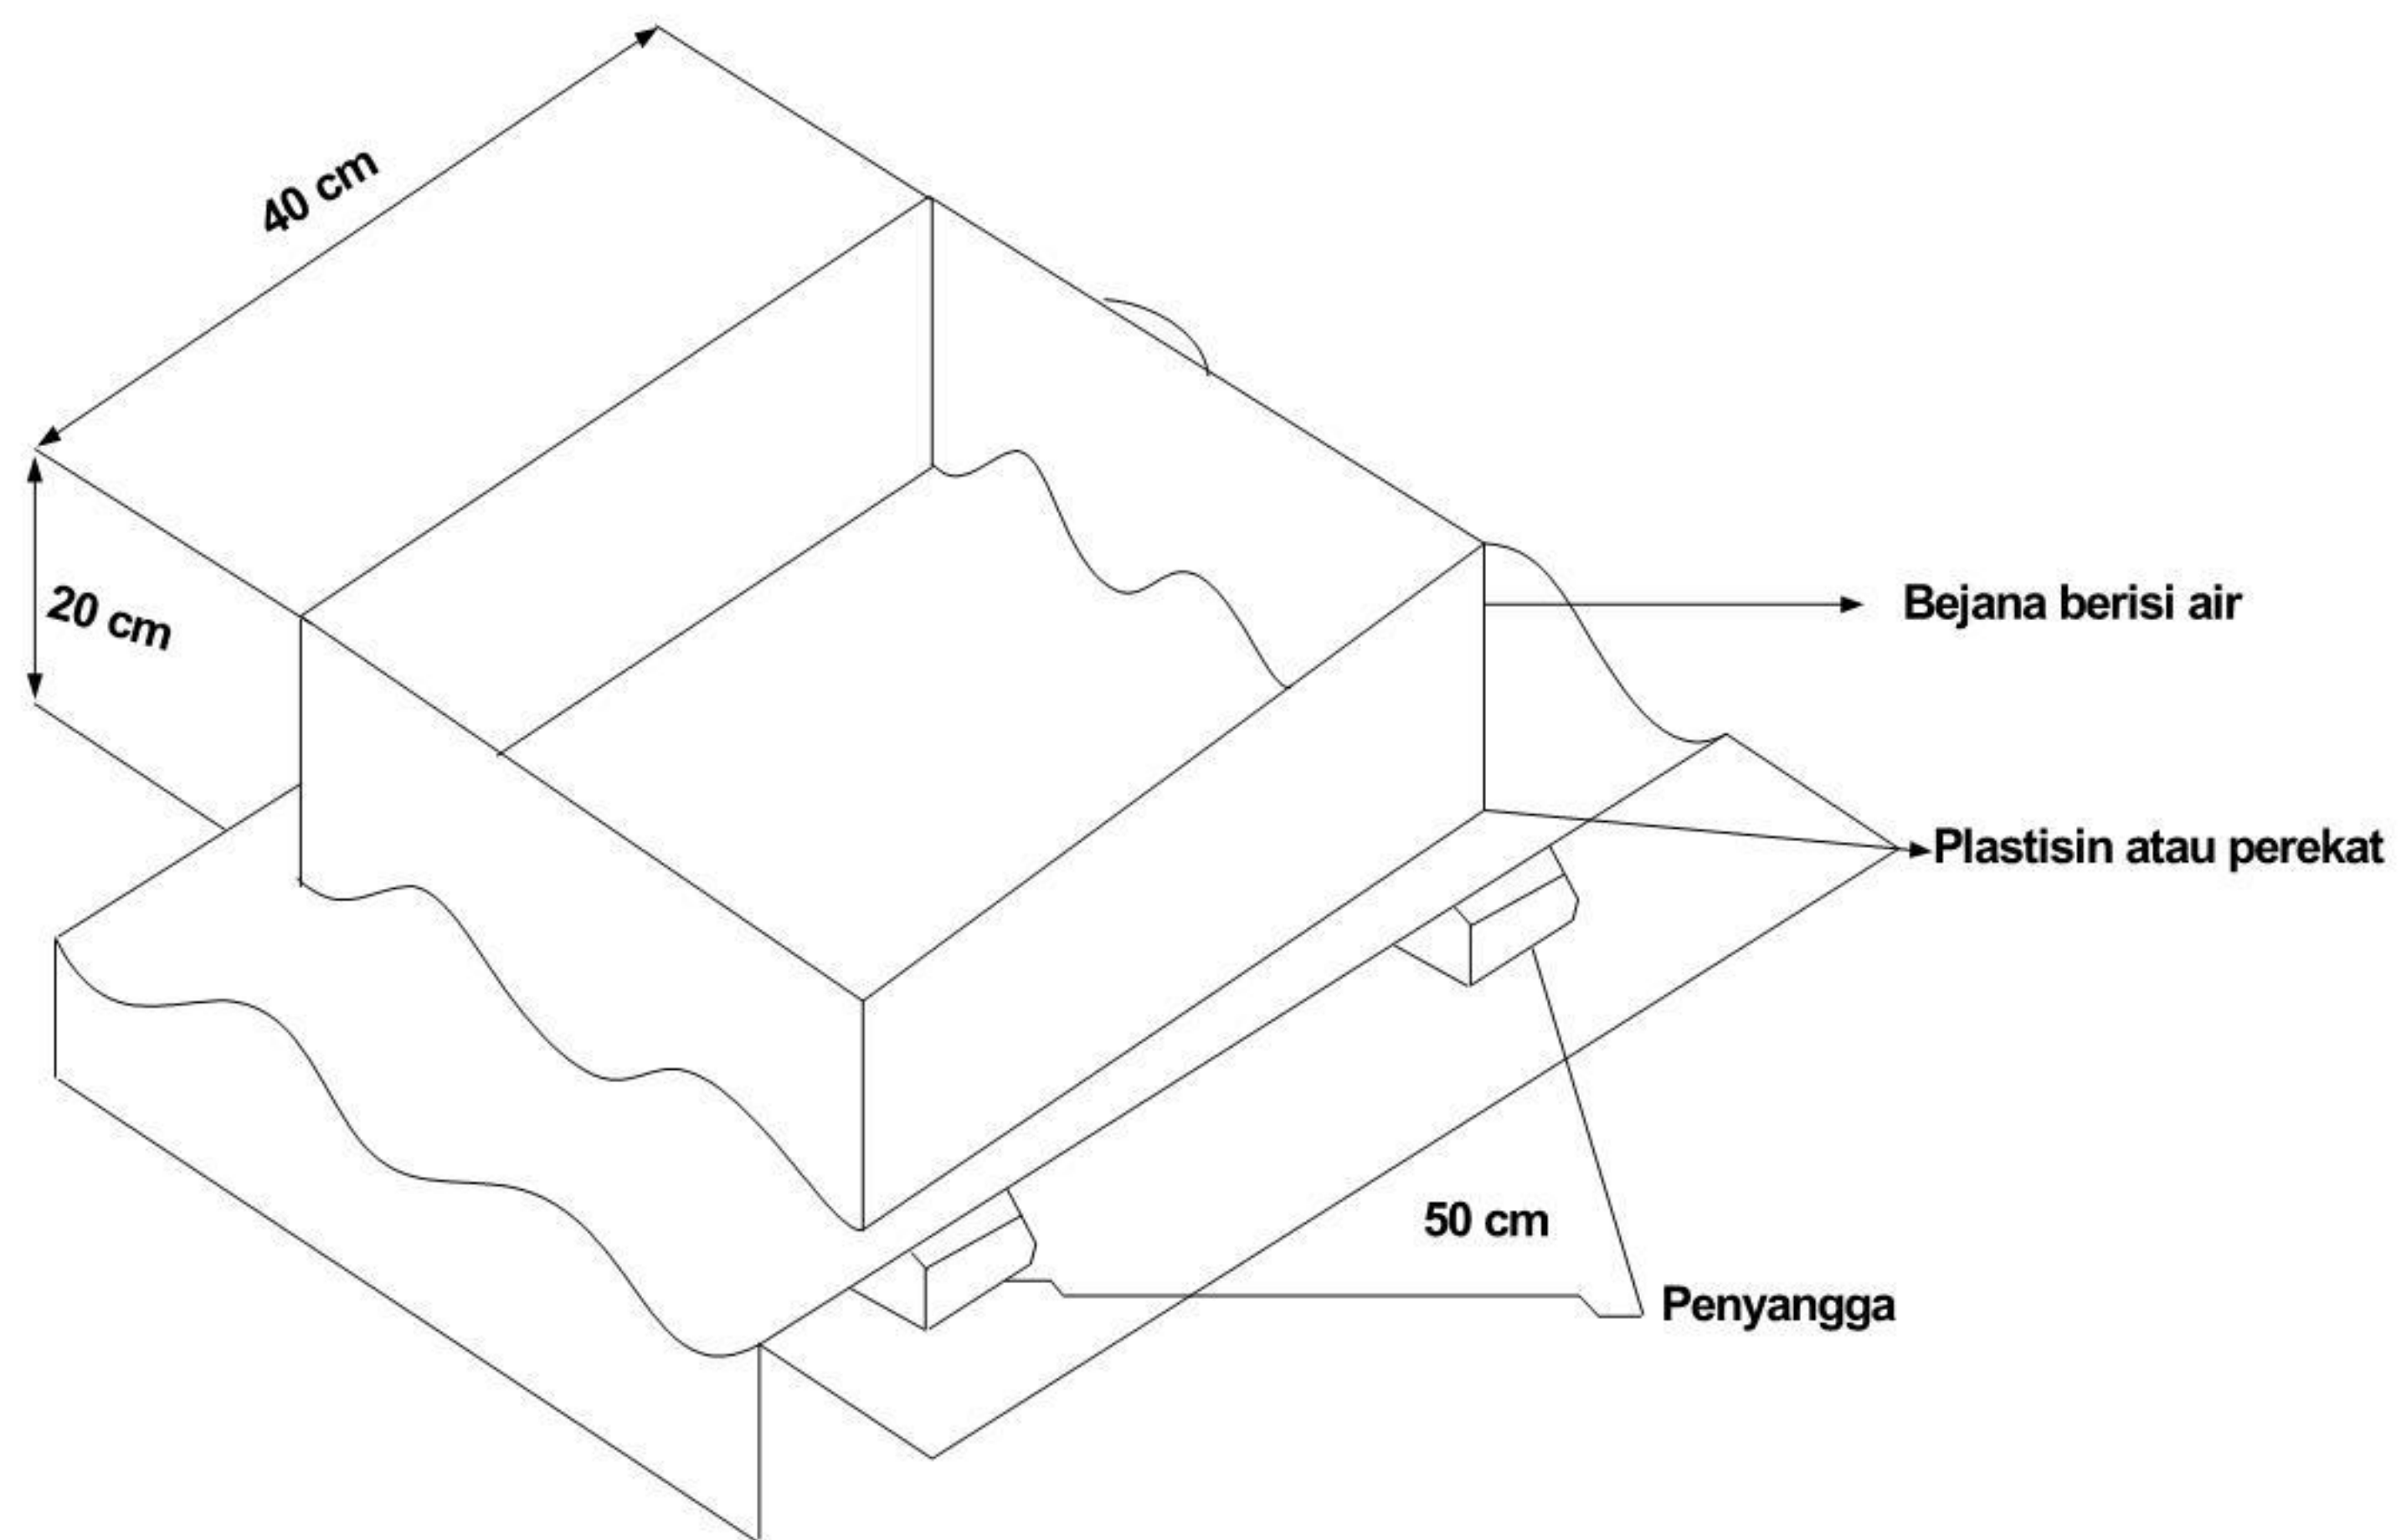 40 cm
20 cm
Bejana berisi air
Plastisin atau perekat
50 cm
Penyangga